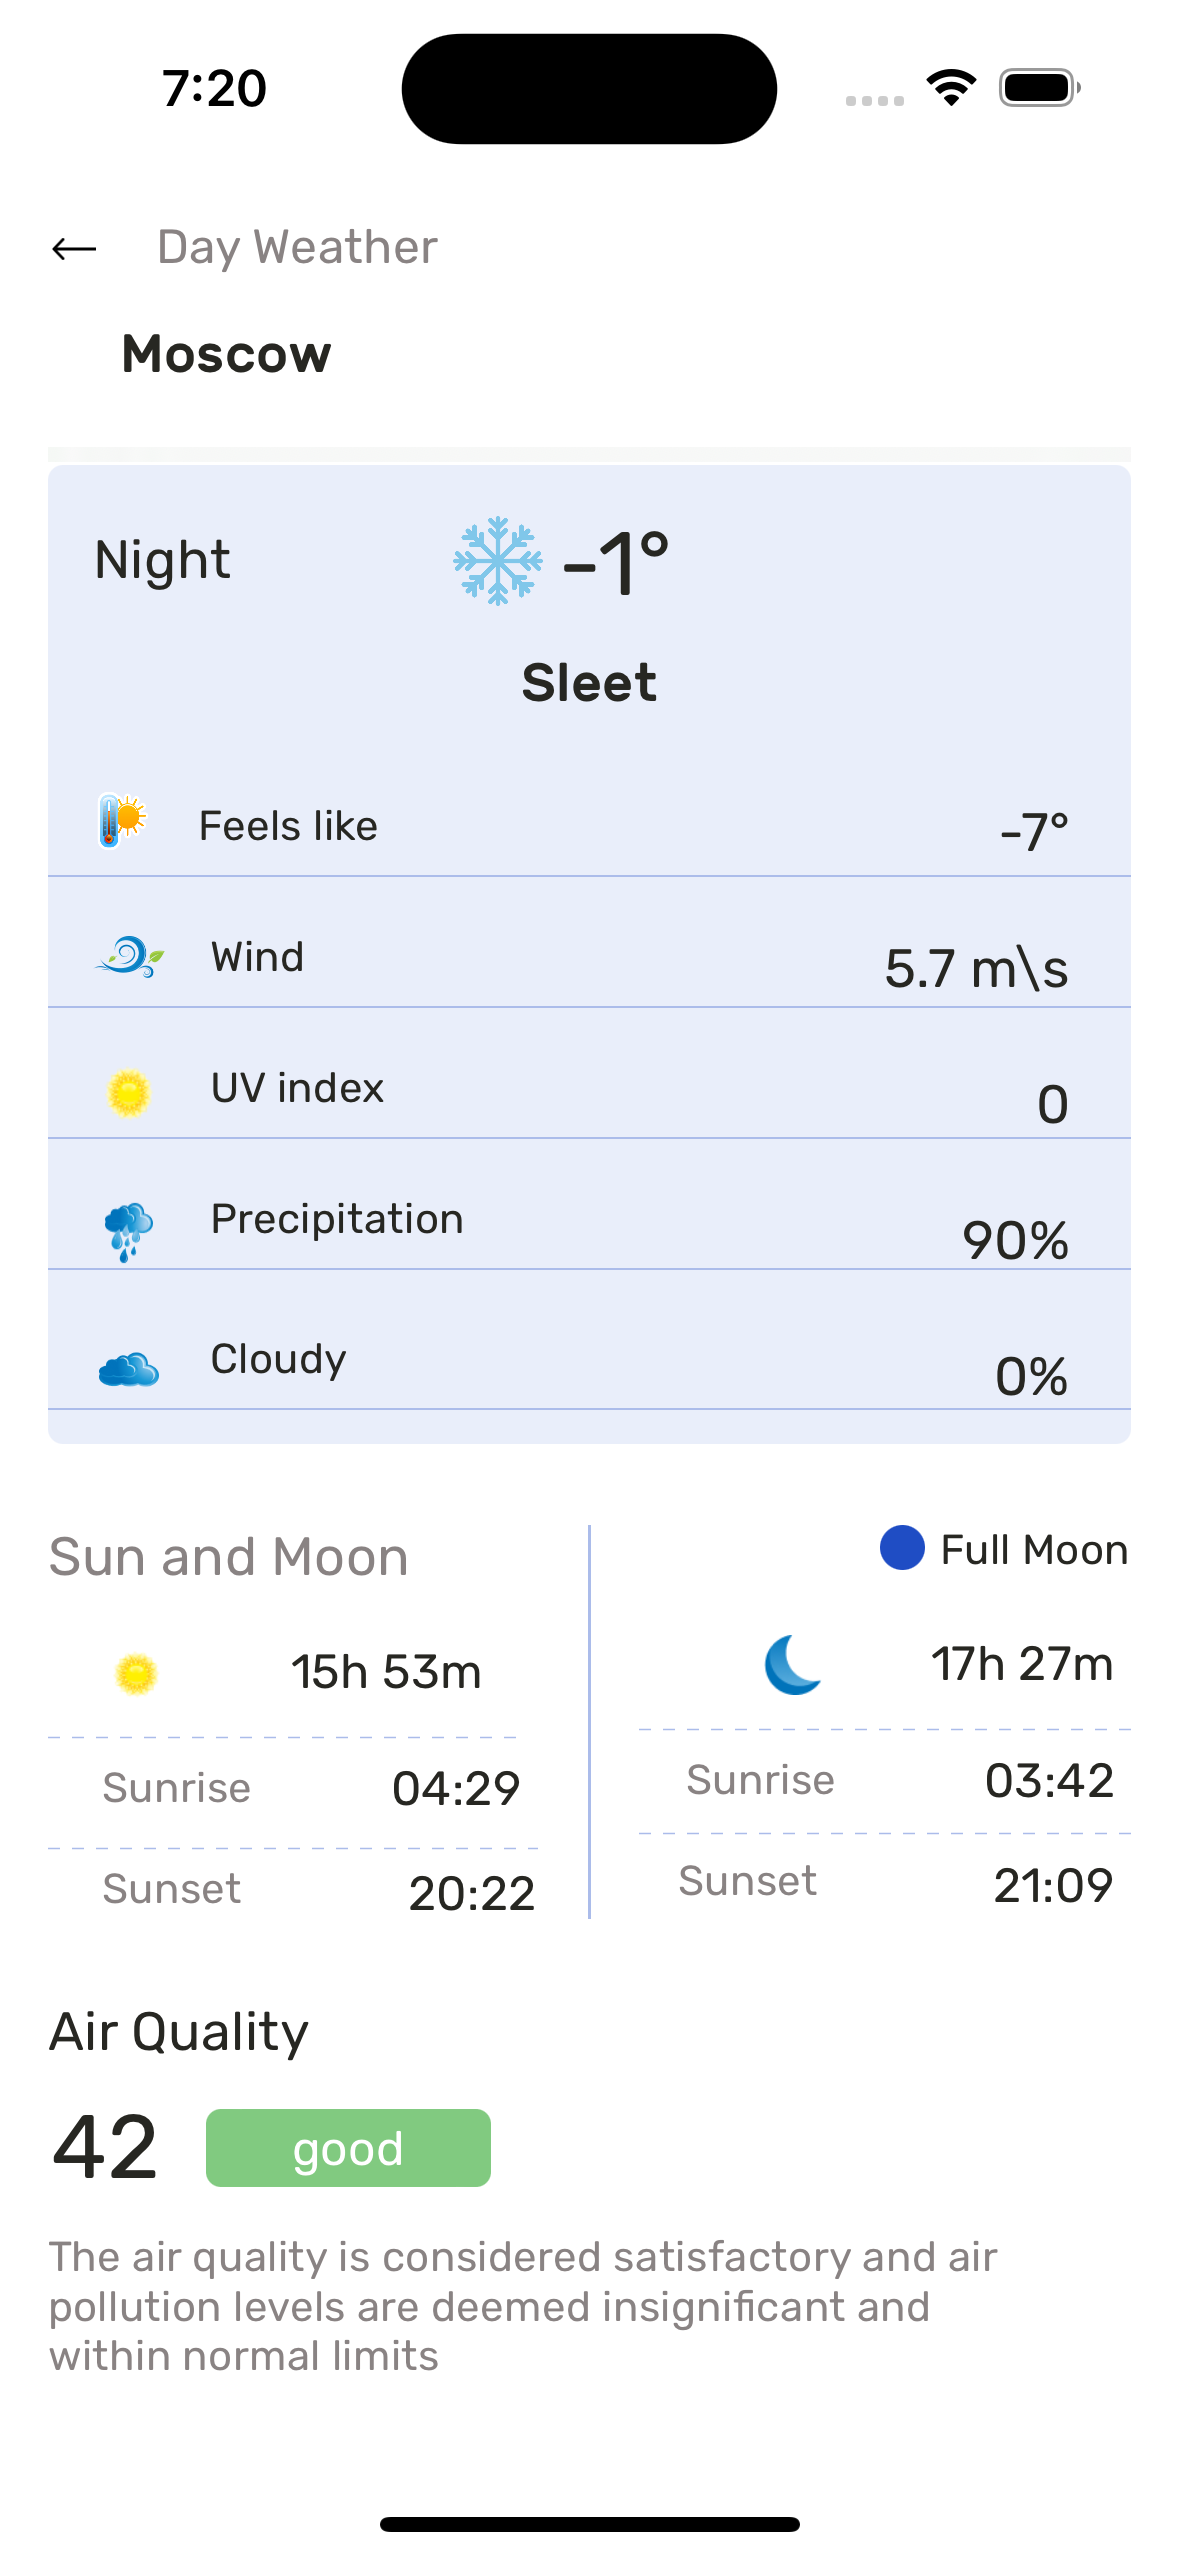 7:20
Day Weather
Moscow
Night
-1°
Sleet
Feels like
-7°
Wind
5.7 m\s
UV index
0
Precipitation
90%
Cloudy
0%
Sun and Moon
15h 53m
Sunrise
04:29
Sunset
20:22
Full Moon
17h 27m
Sunrise
03:42
Sunset
21:09
Air Quality
42
good
The air quality is considered satisfactory and air
pollution levels are deemed insignificant and
within normal limits